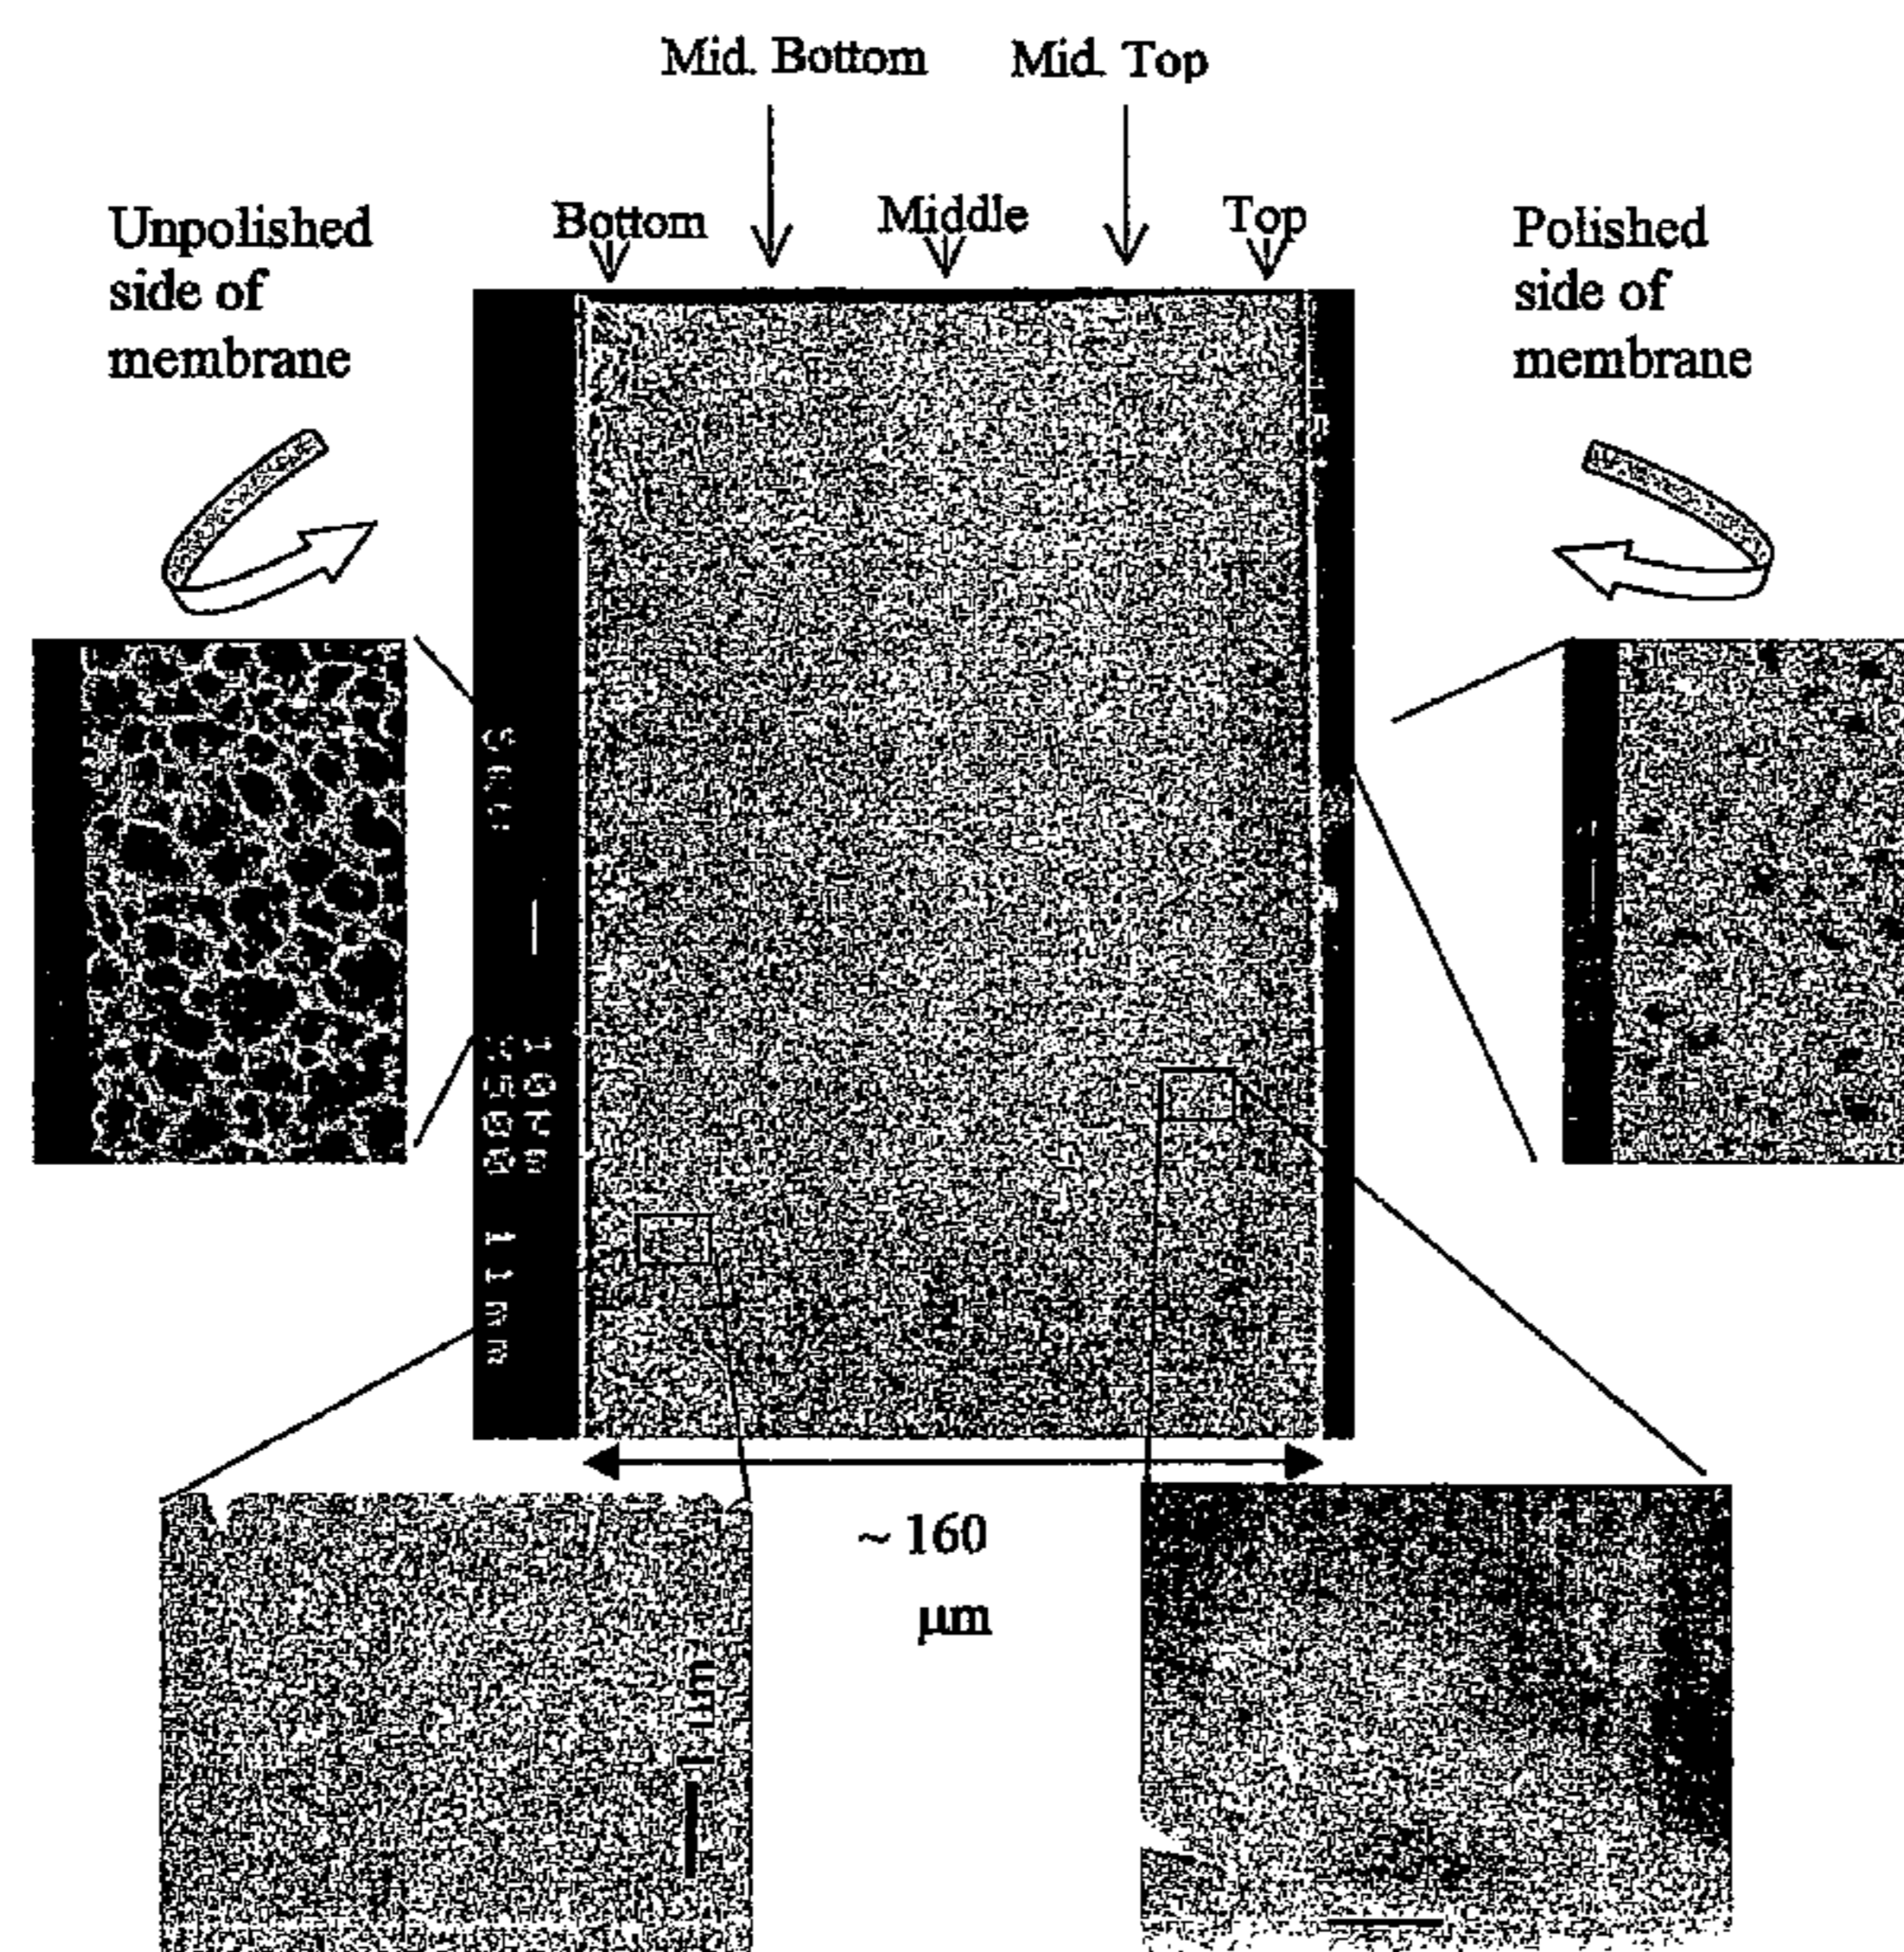 Mid. Bottom
Mid. Top
Bottom
Middle
Top
Unpolished
side of
membrane
Polished
side of
membrane
~ 160
μm
1 μm